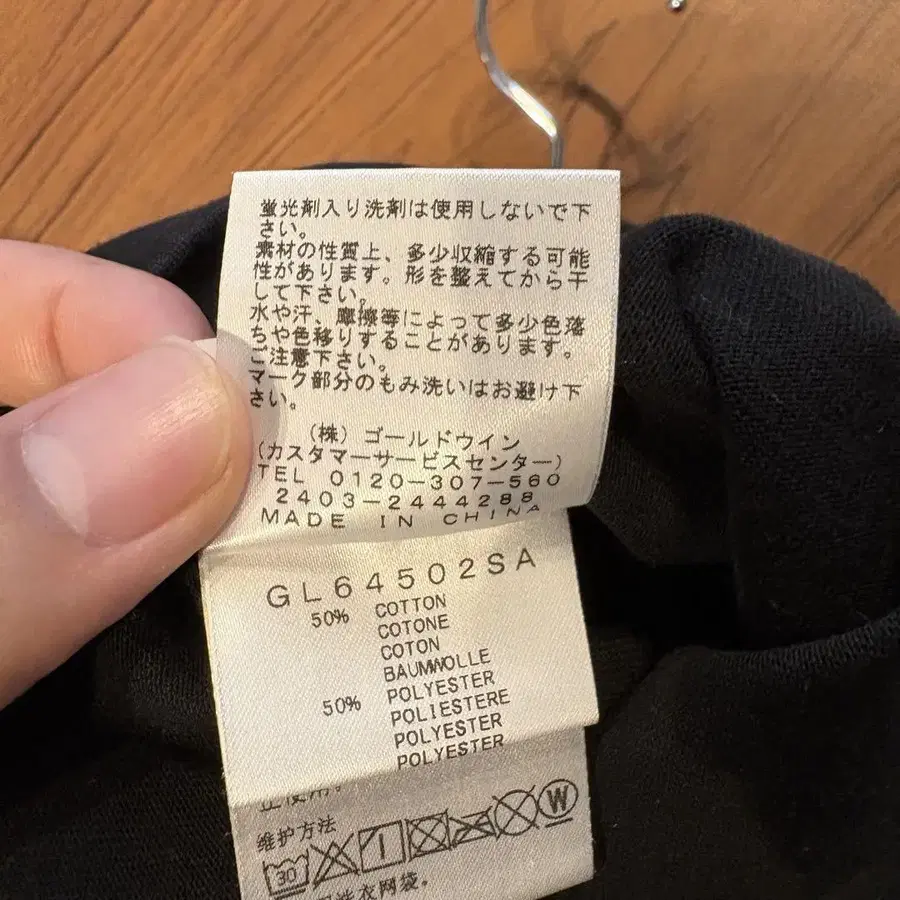 蛍光剤入り洗剤は使用しないで下
さい。
素材の性質上、多少収縮する可能
性があります。形を整えてから干
して下さい。
水や汗、摩擦等によって多少色落
ちや色移りすることがあります。
ご注意下さい。
マーク部分のもみ洗いはお避け下
さい。
(株)ゴールドウイン
(カスタマーサービスセンター)
TEL 0120-307-560
2403-2444288
MADE IN CHINA
GL64502SA
50% COTTON
COTONE
COTON
BAUMWOLLE
50% POLYESTER
POLIESTERE
POLYESTER
POLYESTER
维护方法
30 W
衣网袋。